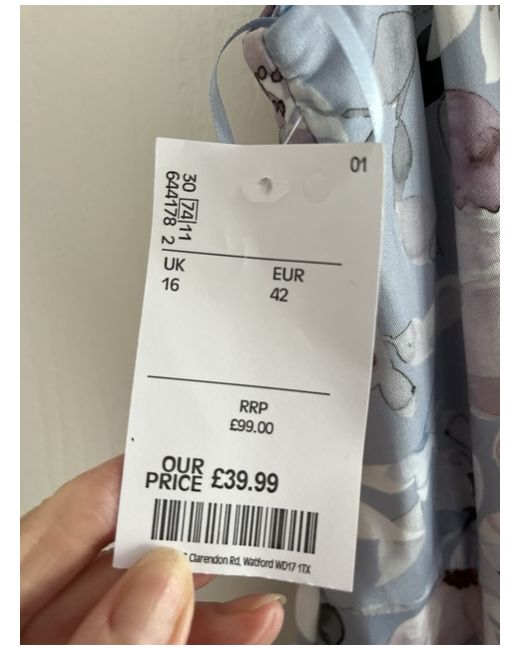 01
30 74 11
644178 2
UK
16
EUR
42
RRP
£99.00
OUR
PRICE £39.99
Clarendon Rd, Watford WD17 1TX